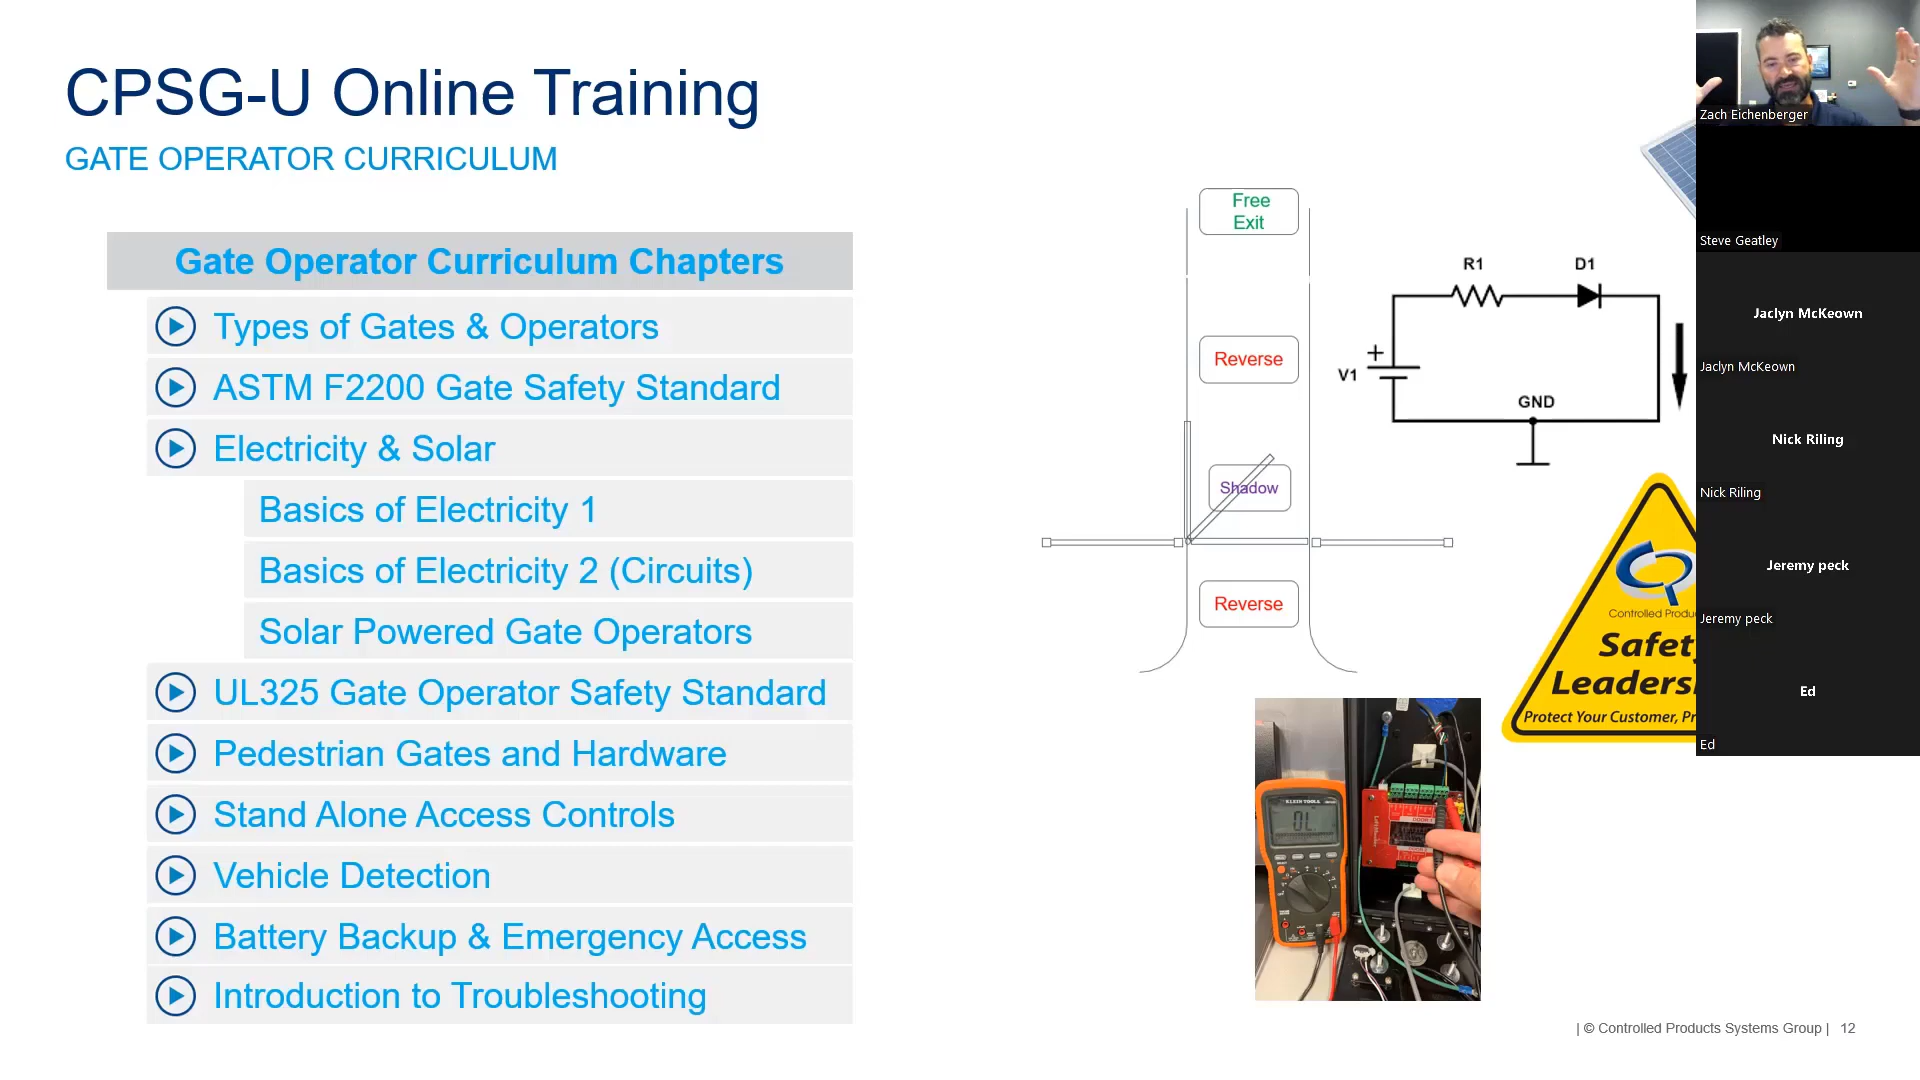 CPSG-U Online Training
GATE OPERATOR CURRICULUM
Gate Operator Curriculum Chapters
Types of Gates & Operators
ASTM F2200 Gate Safety Standard
Electricity & Solar
Basics of Electricity 1
Basics of Electricity 2 (Circuits)
Solar Powered Gate Operators
UL325 Gate Operator Safety Standard
Pedestrian Gates and Hardware
Stand Alone Access Controls
Vehicle Detection
Battery Backup & Emergency Access
Introduction to Troubleshooting
Free
Exit
Reverse
Shadow
Reverse
R1
D1
+
V1
GND
Controlled Produ
Safety
Leaders
Protect Your Customer, Pr
KLEIN TOOLS
OL
Zach Eichenberger
Steve Geatley
Jaclyn McKeown
Jaclyn McKeown
Nick Riling
Nick Riling
Jeremy peck
Jeremy peck
Ed
Ed
| © Controlled Products Systems Group | 12